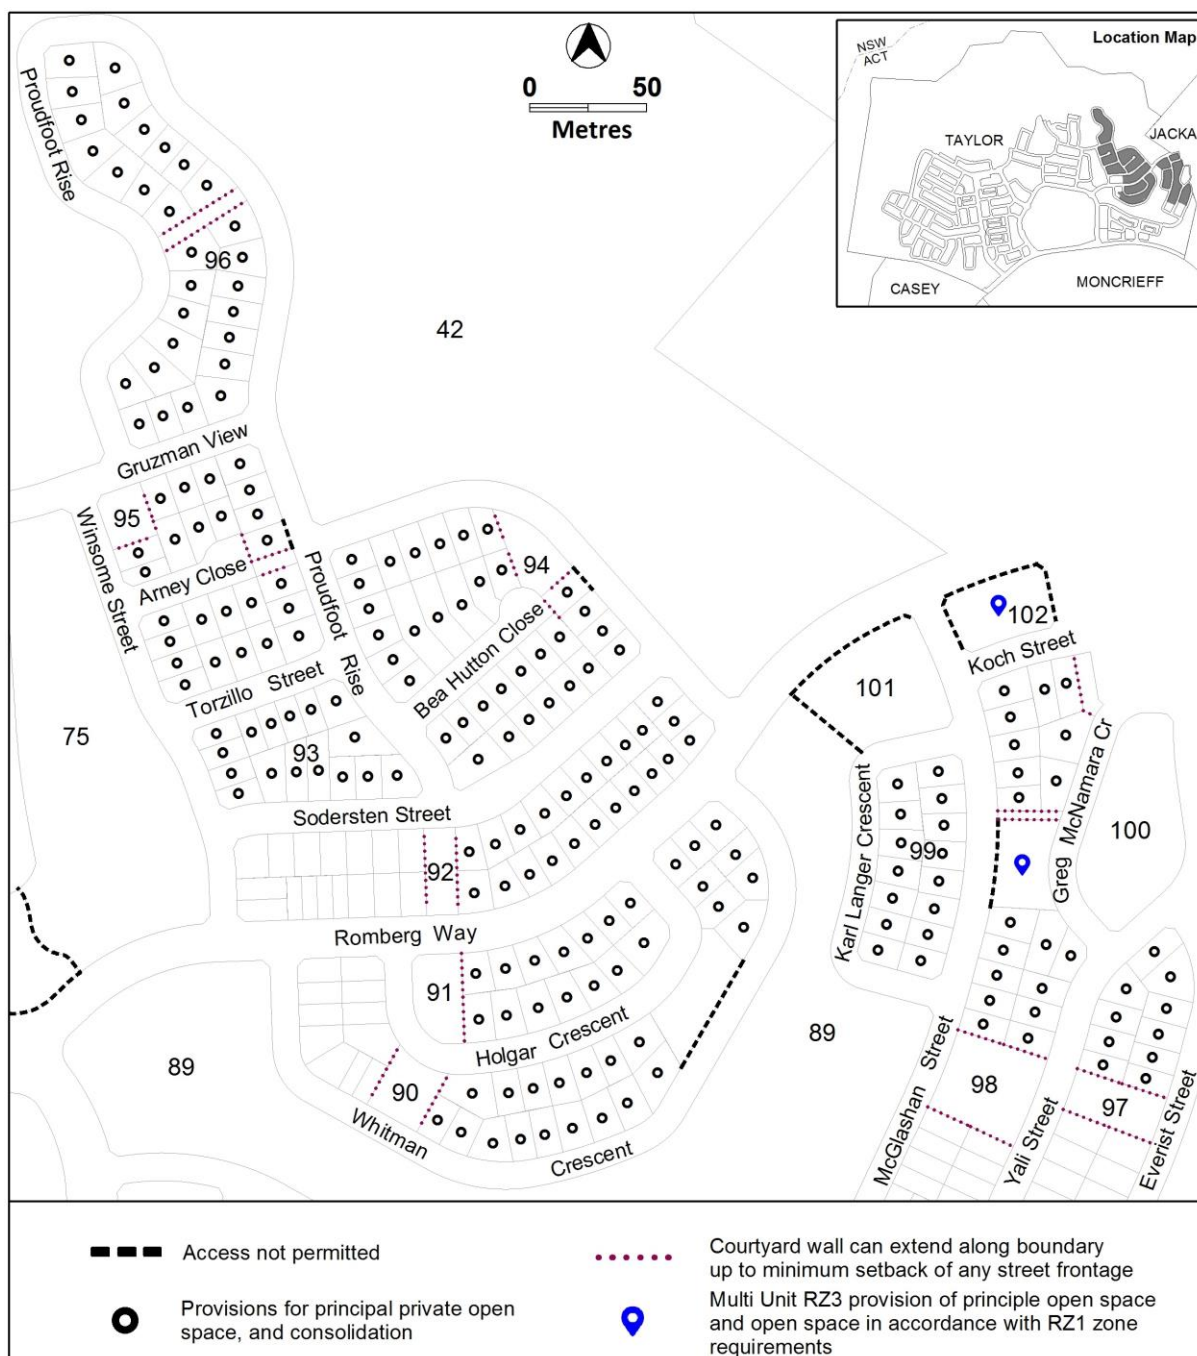 0 50
Metres
Location Map
NSW
ACT
TAYLOR
JACKA
CASEY
MONCRIEFF
Proudfoot Rise
96
42
Gruzman View
95
Winsome Street
Arney Close
Proudfoot Rise
94
Bea Hutton Close
102
Koch Street
101
Torzillo Street
75
93
Sodersten Street
Greg McNamara Cr
Karl Langer Crescent
99
100
92
Romberg Way
91
Holgar Crescent
89
89
90
Whitman Crescent
McGlashan Street
98
97
Yali Street
Everist Street
Access not permitted
Provisions for principal private open
space, and consolidation
Courtyard wall can extend along boundary
up to minimum setback of any street frontage
Multi Unit RZ3 provision of principle open space
and open space in accordance with RZ1 zone
requirements